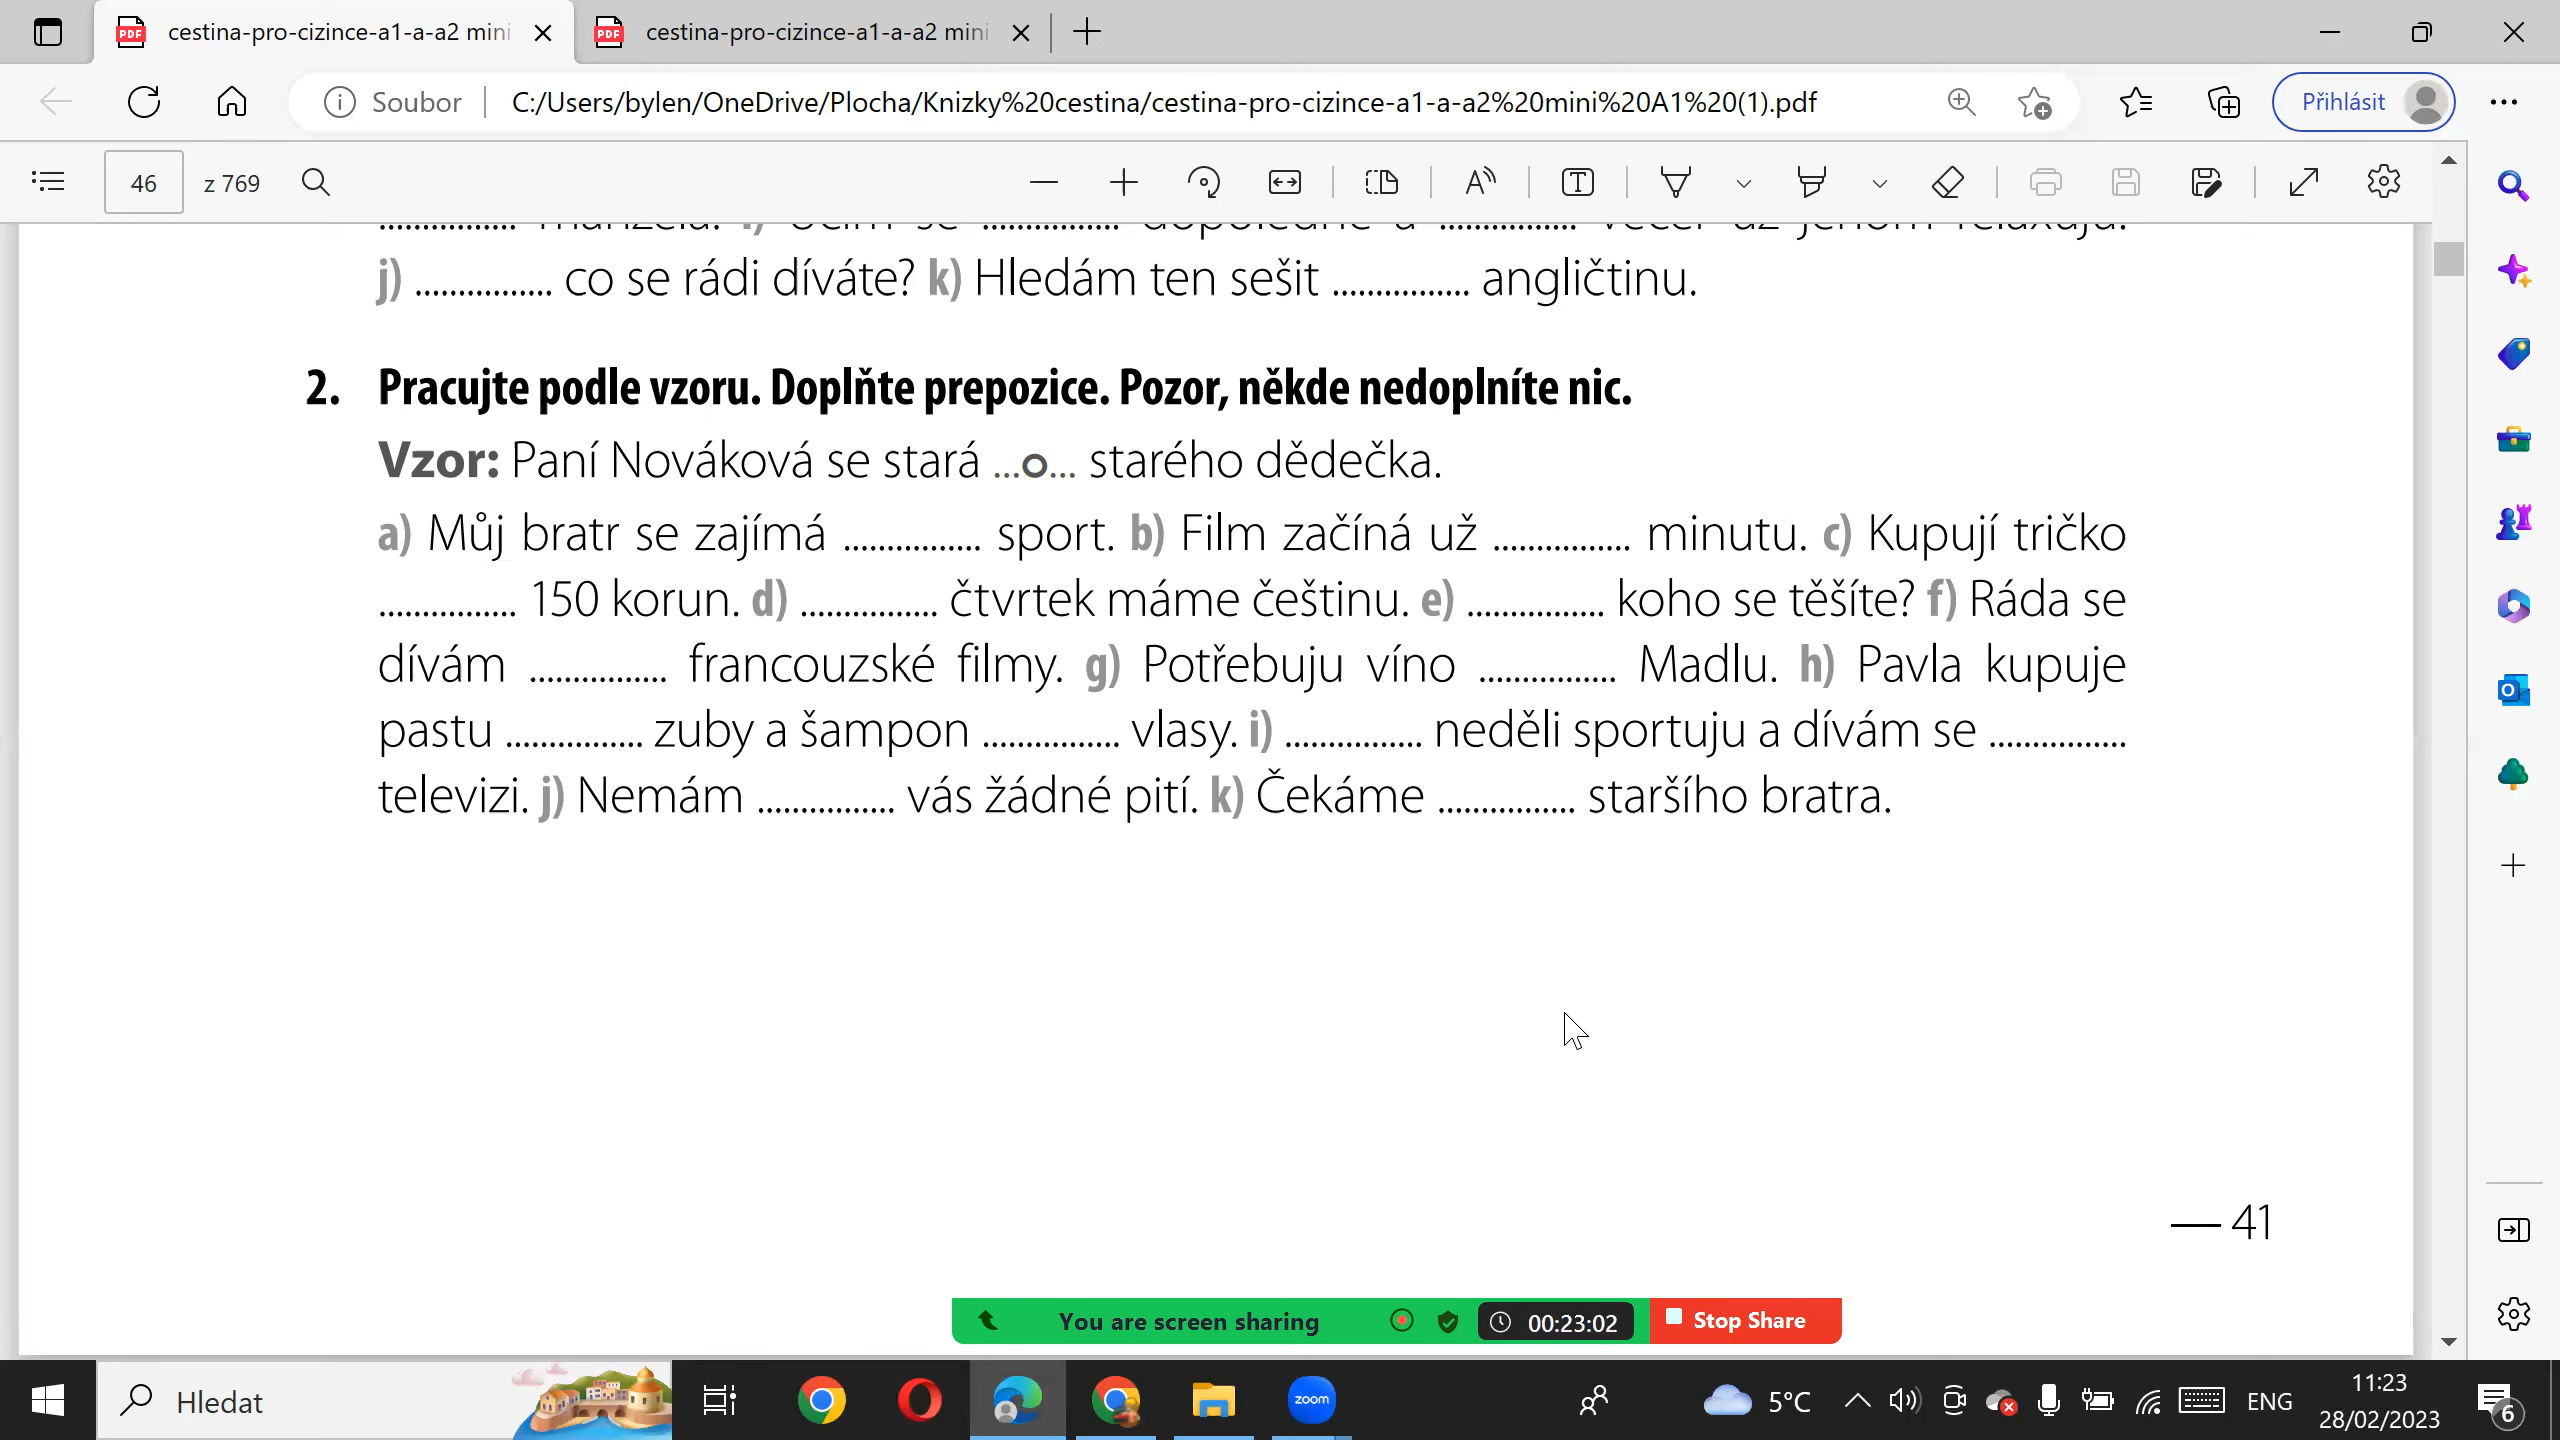 cestina-pro-cizince-a1-a-a2 mini
cestina-pro-cizince-a1-a-a2 mini
Soubor
C:/Users/bylen/OneDrive/Plocha/Knizky%20cestina/cestina-pro-cizince-a1-a-a2%20mini%20A1%20(1).pdf
Přihlásit
46 z 769
j) ................ co se rádi díváte? k) Hledám ten sešit ................ angličtinu.
2. Pracujte podle vzoru. Doplňte prepozice. Pozor, někde nedoplníte nic.
Vzor: Paní Nováková se stará ...o... starého dědečka.
a) Můj bratr se zajímá ................ sport. b) Film začíná už ................ minutu. c) Kupují tričko
................ 150 korun. d) ................ čtvrtek máme češtinu. e) ................ koho se těšíte? f) Ráda se
dívám ................ francouzské filmy. g) Potřebuju víno ................ Madlu. h) Pavla kupuje
pastu ................ zuby a šampon ................ vlasy. i) ................ neděli sportuju a dívám se ................
televizi. j) Nemám ................ vás žádné pití. k) Čekáme ................ staršího bratra.
— 41
You are screen sharing
00:23:02
Stop Share
Hledat
zoom
5°C
ENG
11:23
28/02/2023
6